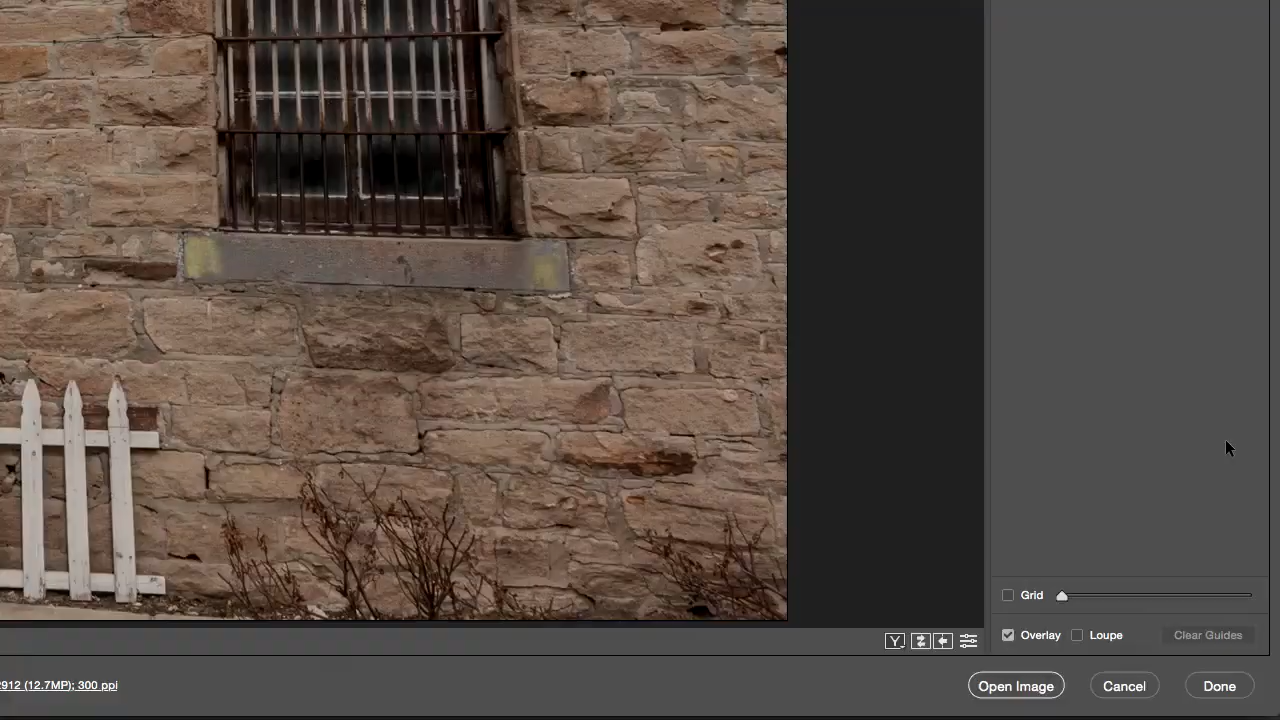 Grid
Overlay
Loupe
Clear Guides
Y
912 (12.7MP); 300 ppi
Open Image
Cancel
Done